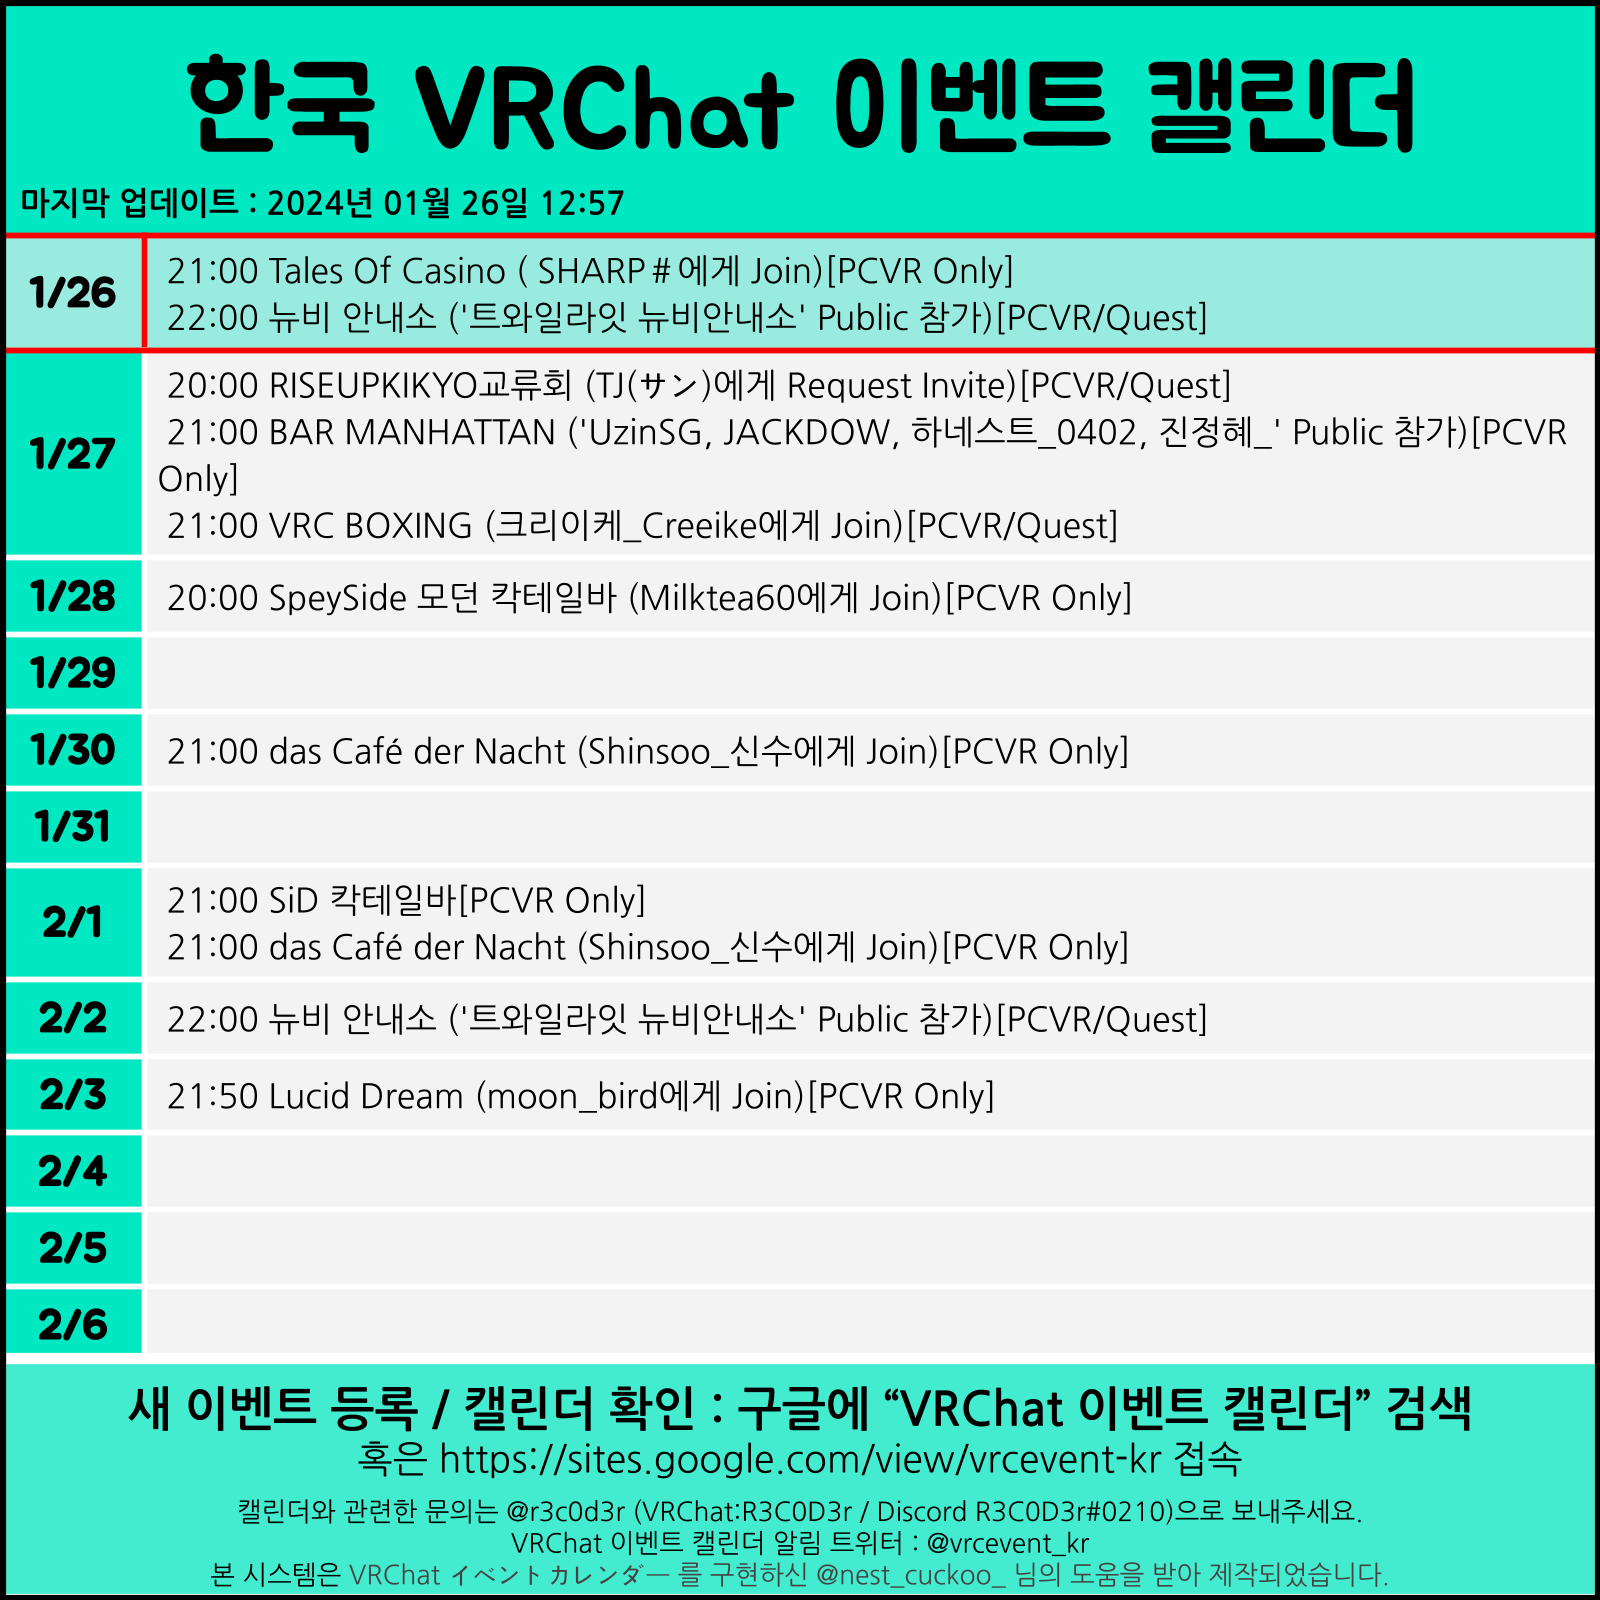 한국 VRChat 이벤트 캘린더
마지막 업데이트 : 2024년 01월 26일 12:57
1/26
21:00 Tales Of Casino ( SHARP＃에게 Join)[PCVR Only]
22:00 뉴비 안내소 ('트와일라잇 뉴비안내소' Public 참가)[PCVR/Quest]
1/27
20:00 RISEUPKIKYO교류회 (TJ(サン)에게 Request Invite)[PCVR/Quest]
21:00 BAR MANHATTAN ('UzinSG, JACKDOW, 하네스트_0402, 진정혜_' Public 참가)[PCVR
Only]
21:00 VRC BOXING (크리이케_Creeike에게 Join)[PCVR/Quest]
1/28
20:00 SpeySide 모던 칵테일바 (Milktea60에게 Join)[PCVR Only]
1/29
1/30
21:00 das Café der Nacht (Shinsoo_신수에게 Join)[PCVR Only]
1/31
2/1
21:00 SiD 칵테일바[PCVR Only]
21:00 das Café der Nacht (Shinsoo_신수에게 Join)[PCVR Only]
2/2
22:00 뉴비 안내소 ('트와일라잇 뉴비안내소' Public 참가)[PCVR/Quest]
2/3
21:50 Lucid Dream (moon_bird에게 Join)[PCVR Only]
2/4
2/5
2/6
새 이벤트 등록 / 캘린더 확인 : 구글에 “VRChat 이벤트 캘린더” 검색
혹은 https://sites.google.com/view/vrcevent-kr 접속
캘린더와 관련한 문의는 @r3c0d3r (VRChat:R3C0D3r / Discord R3C0D3r#0210)으로 보내주세요.
VRChat 이벤트 캘린더 알림 트위터 : @vrcevent_kr
본 시스템은 VRChat イベントカレンダー 를 구현하신 @nest_cuckoo_ 님의 도움을 받아 제작되었습니다.